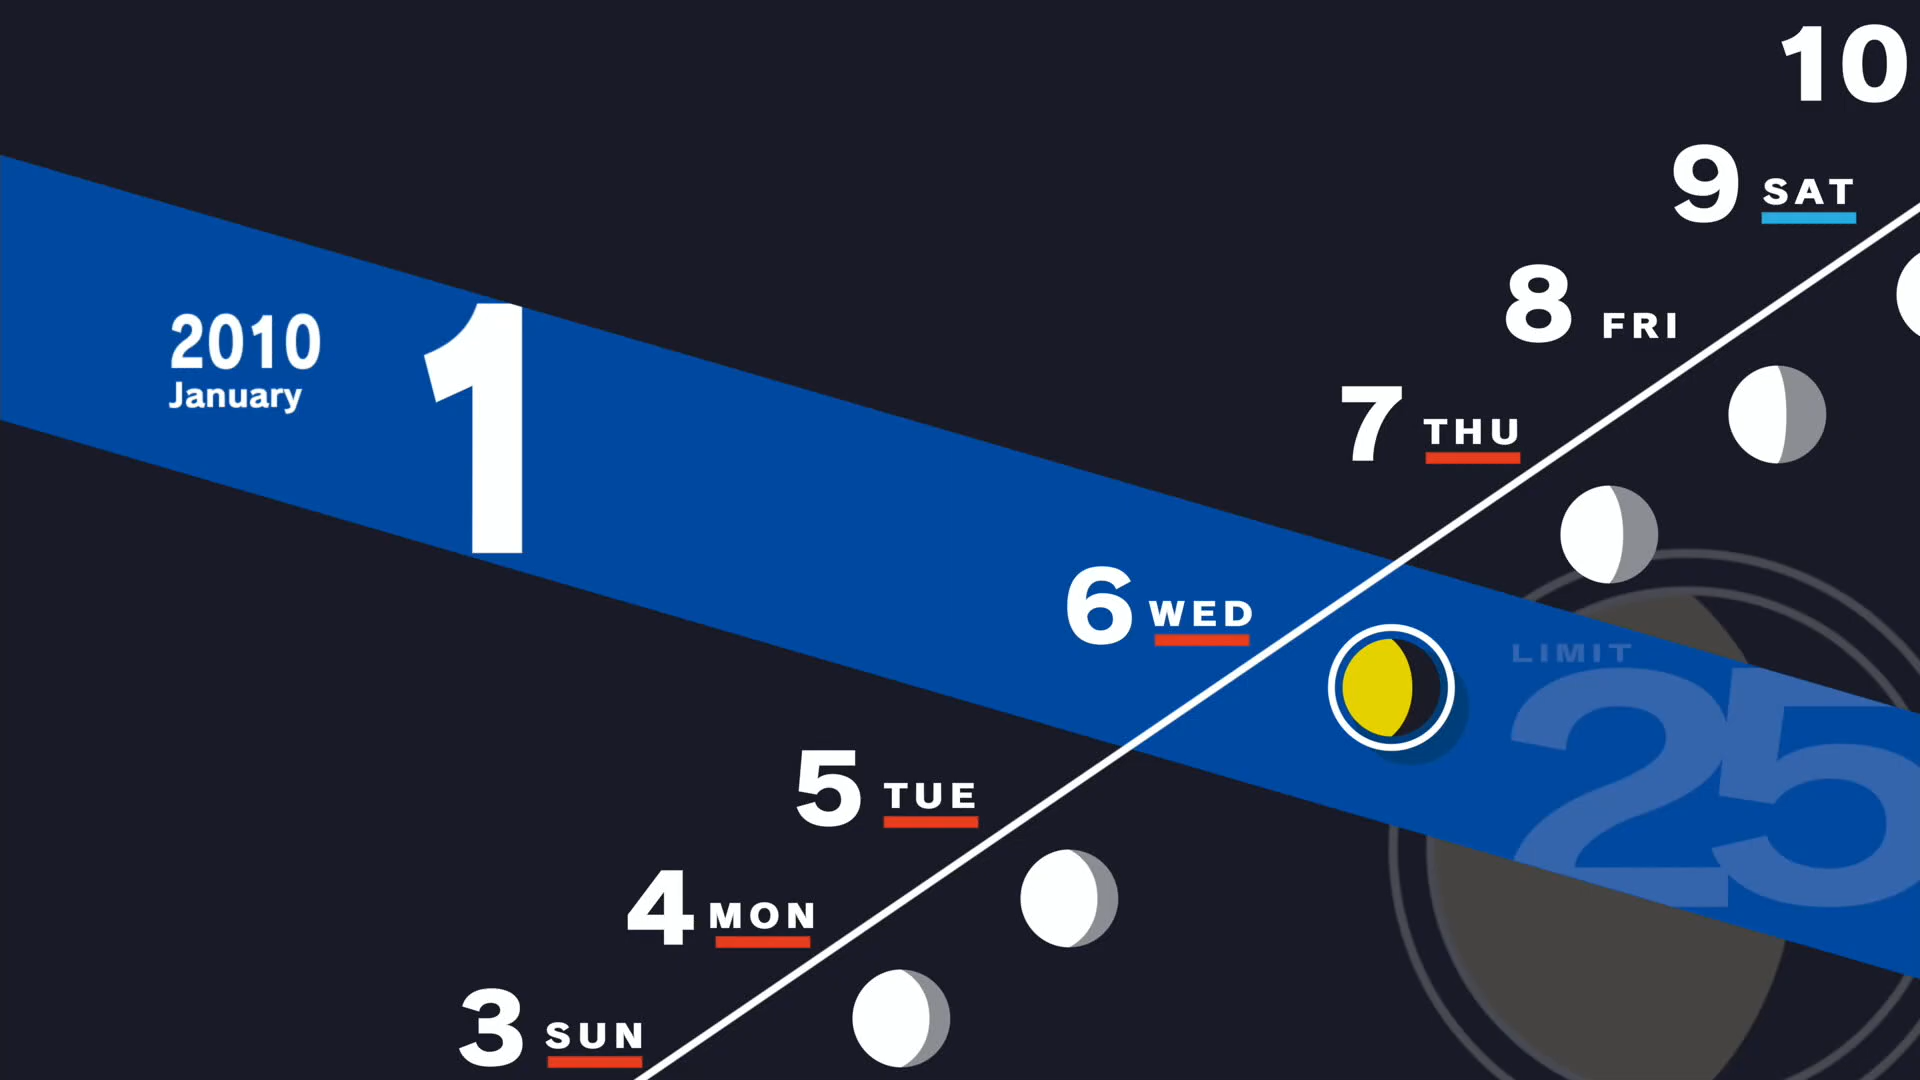 10
9 SAT
8 FRI
7 THU
2010
January
1
6 WED
LIMIT
25
5 TUE
4 MON
3 SUN